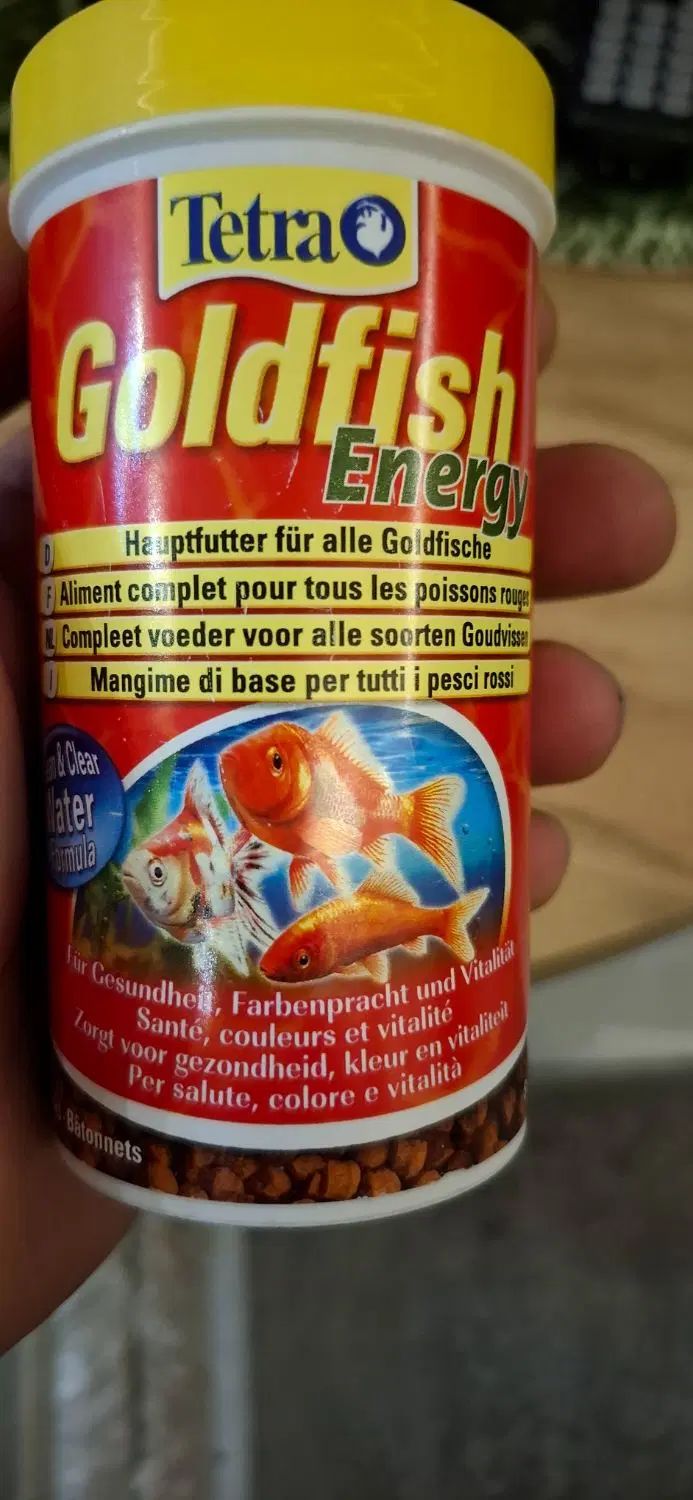 Tetra
Goldfish
Energy
D Hauptfutter für alle Goldfische
F Aliment complet pour tous les poissons rouges
NL Compleet voeder voor alle soorten Goudvissen
I Mangime di base per tutti i pesci rossi
& Clear
Water
Formula
Für Gesundheit, Farbenpracht und Vitalität
Santé, couleurs et vitalité
Zorgt voor gezondheid, kleur en vitaliteit
Per salute, colore e vitalità
Bâtonnets